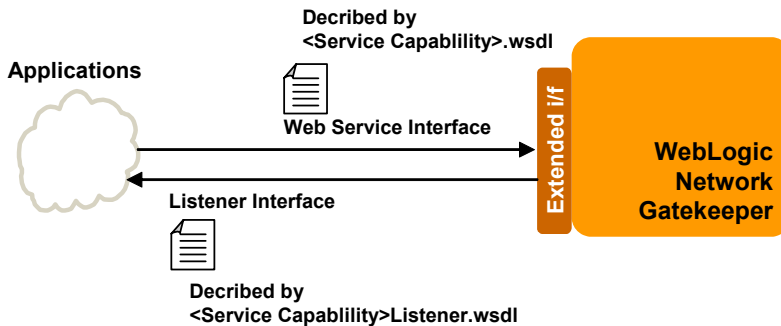 Decribed by
<Service Capablility>.wsdl
Applications
Web Service Interface
Extended i/f
WebLogic
Network
Gatekeeper
Listener Interface
Decribed by
<Service Capablility>Listener.wsdl